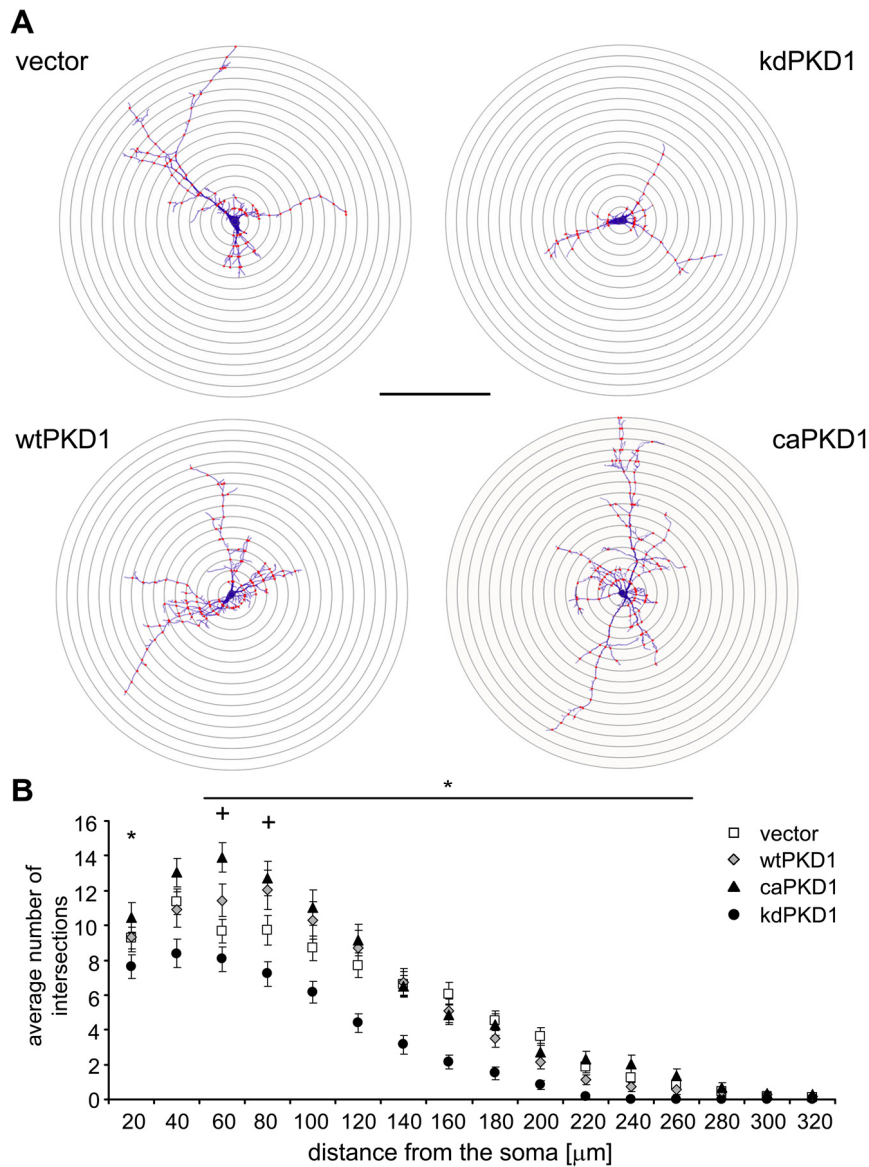 A
vector
kdPKD1
wtPKD1
caPKD1
B
*
+
+
*
average number of
intersections
16
14
12
10
8
6
4
2
0
vector
wtPKD1
caPKD1
kdPKD1
20 40 60 80 100 120 140 160 180 200 220 240 260 280 300 320
distance from the soma [μm]